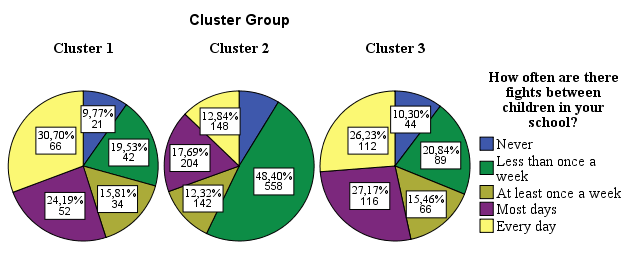 Cluster Group
Cluster 1
Cluster 2
Cluster 3
9,77%
21
19,53%
42
15,81%
34
24,19%
52
30,70%
66
48,40%
558
12,32%
142
17,69%
204
12,84%
148
10,30%
44
20,84%
89
15,46%
66
27,17%
116
26,23%
112
How often are there
fights between
children in your
school?
Never
Less than once a
week
At least once a week
Most days
Every day